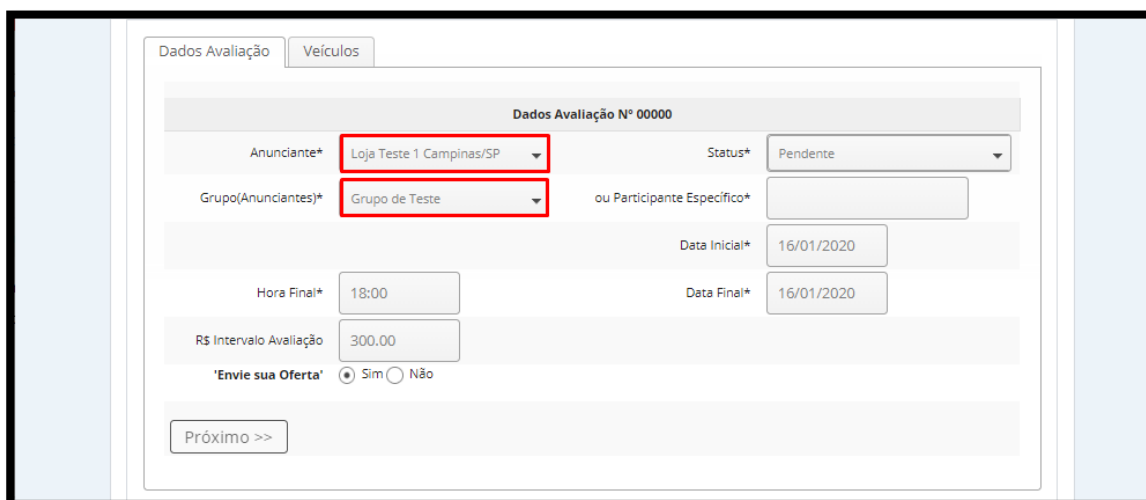 Dados Avaliação Veículos
Dados Avaliação Nº 00000
Anunciante* Loja Teste 1 Campinas/SP Status* Pendente
Grupo(Anunciantes)* Grupo de Teste ou Participante Específico*
Data Inicial* 16/01/2020
Hora Final* 18:00 Data Final* 16/01/2020
R$ Intervalo Avaliação 300.00
'Envie sua Oferta' Sim Não
Próximo >>